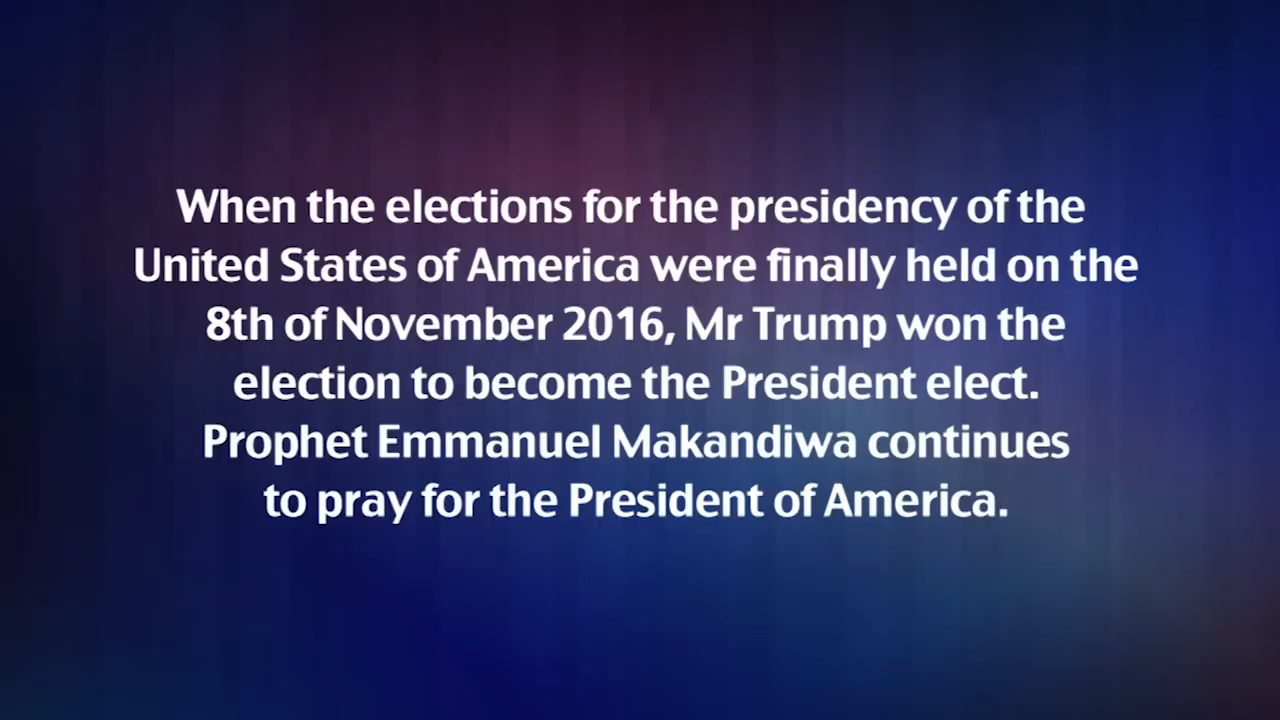 When the elections for the presidency of the
United States of America were finally held on the
8th of November 2016, Mr Trump won the
election to become the President elect.
Prophet Emmanuel Makandiwa continues
to pray for the President of America.